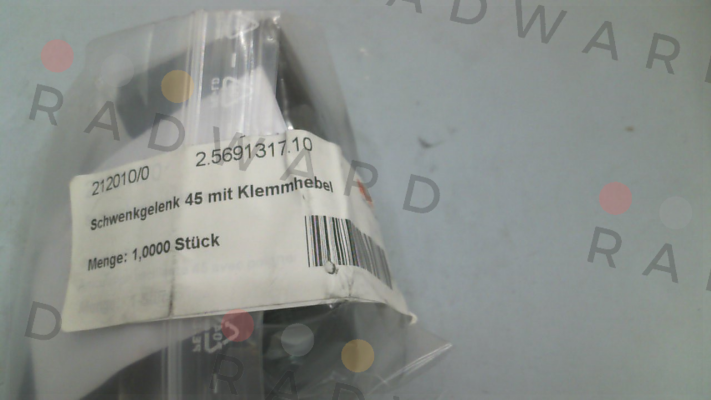 RADWARD
212010/0 2.5691317.10
Schwenkgelenk 45 mit Klemmhebel
Menge: 1,0000 Stück